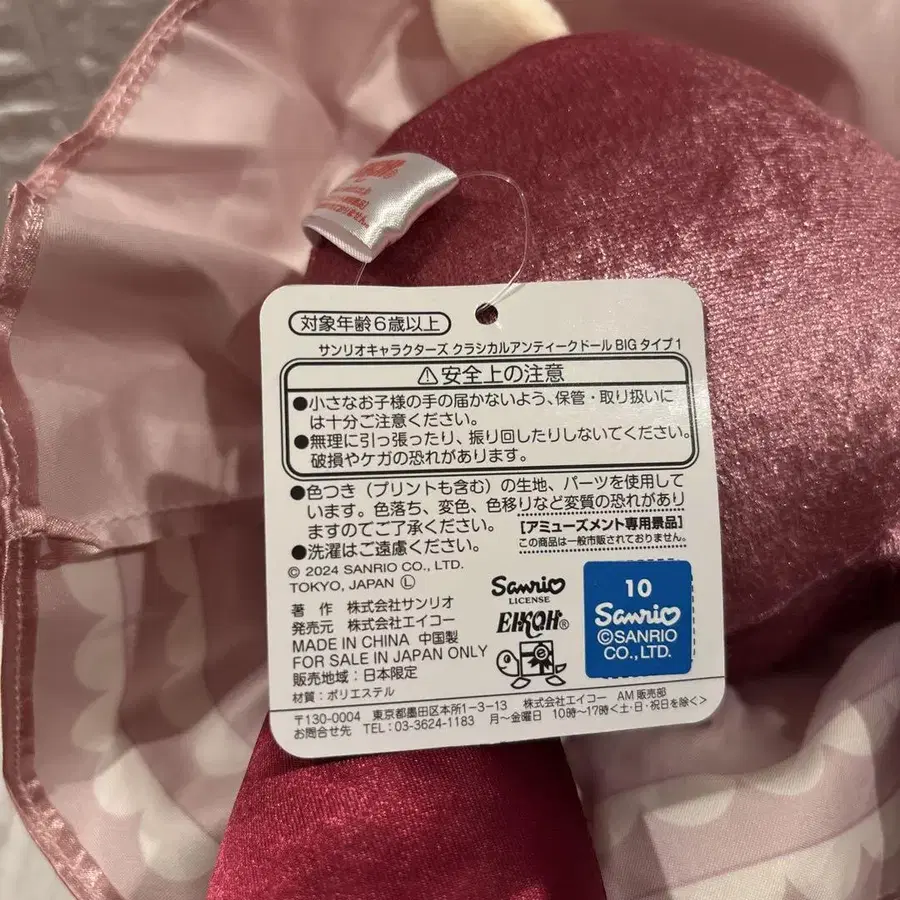 対象年齢6歳以上
サンリオキャラクターズ クラシカルアンティークドール BIG タイプ1
⚠安全上の注意
●小さなお子様の手の届かないよう、保管・取り扱いに
は十分ご注意ください。
●無理に引っ張ったり、振り回したりしないでください。
破損やケガの恐れがあります。
●色つき（プリントも含む）の生地、パーツを使用して
います。色落ち、変色、色移りなど変質の恐れがあり
ますのでご了承ください。
●洗濯はご遠慮ください。
【アミューズメント専用景品】
この商品は一般市販されておりません。
© 2024 SANRIO CO., LTD.
TOKYO, JAPAN Ⓛ
著 作 株式会社サンリオ
発売元 株式会社エイコー
MADE IN CHINA 中国製
FOR SALE IN JAPAN ONLY
販売地域：日本限定
材質：ポリエステル
Sanrio
LICENSE
EIKOH®
10
Sanrio
©SANRIO
CO., LTD.
〒130-0004 東京都墨田区本所1-3-13 株式会社エイコー AM販売部
お問合せ先 TEL：03-3624-1183 月～金曜日 10時～17時＜土・日・祝日を除く＞